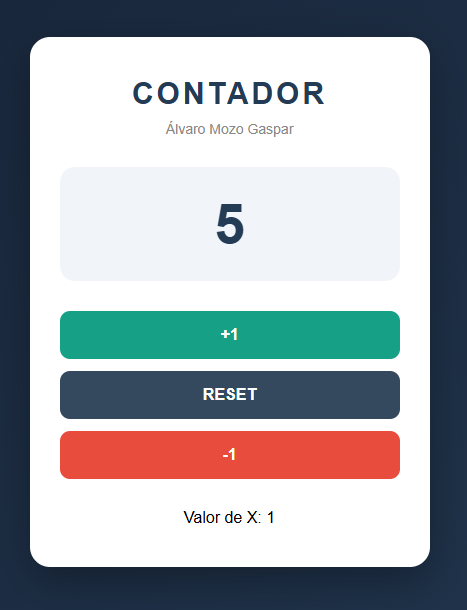 CONTADOR
Álvaro Mozo Gaspar
5
+1
RESET
-1
Valor de X: 1